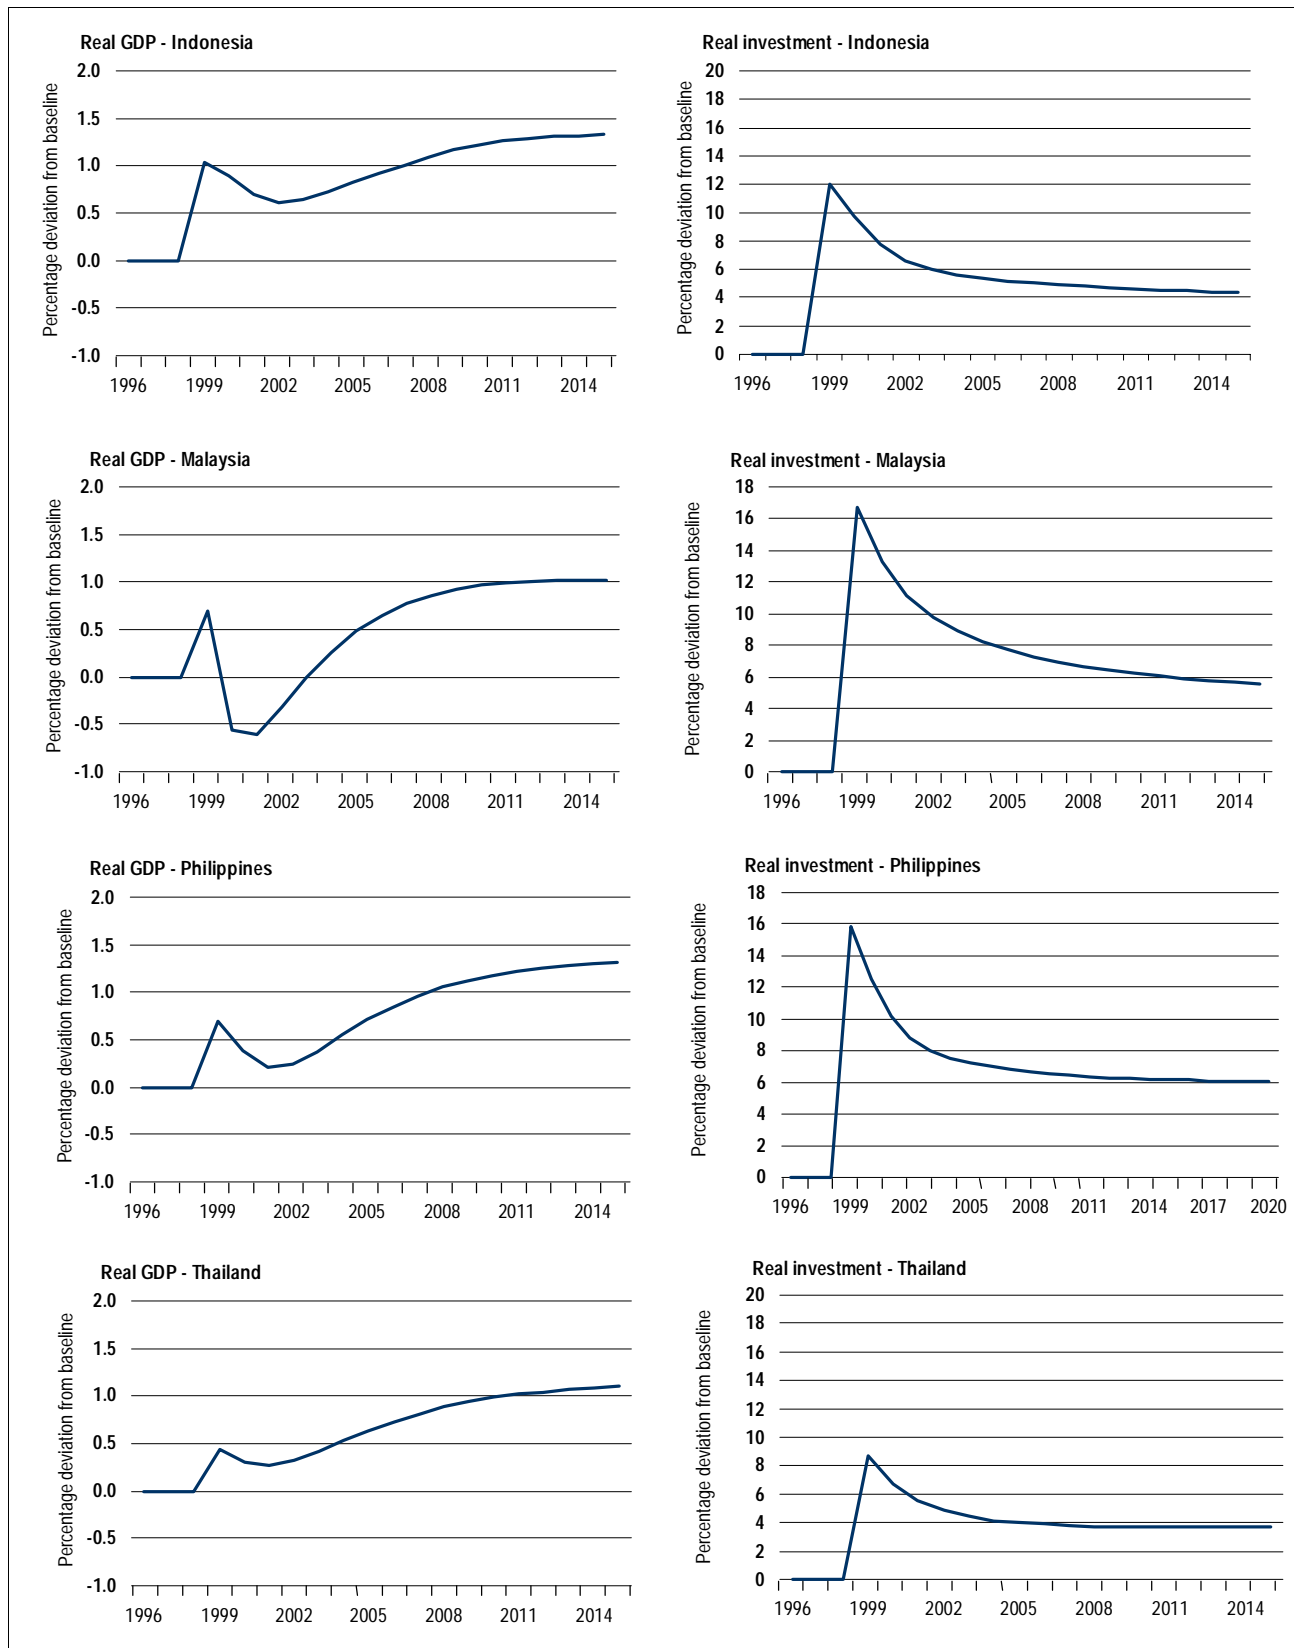 Real GDP - Indonesia
Percentage deviation from baseline
2.0
1.5
1.0
0.5
0.0
-0.5
-1.0
1996 1999 2002 2005 2008 2011 2014
Real investment - Indonesia
Percentage deviation from baseline
20
18
16
14
12
10
8
6
4
2
0
1996 1999 2002 2005 2008 2011 2014
Real GDP - Malaysia
Percentage deviation from baseline
2.0
1.5
1.0
0.5
0.0
-0.5
-1.0
1996 1999 2002 2005 2008 2011 2014
Real investment - Malaysia
Percentage deviation from baseline
18
16
14
12
10
8
6
4
2
0
1996 1999 2002 2005 2008 2011 2014
Real GDP - Philippines
Percentage deviation from baseline
2.0
1.5
1.0
0.5
0.0
-0.5
-1.0
1996 1999 2002 2005 2008 2011 2014
Real investment - Philippines
Percentage deviation from baseline
18
16
14
12
10
8
6
4
2
0
1996 1999 2002 2005 2008 2011 2014 2017 2020
Real GDP - Thailand
Percentage deviation from baseline
2.0
1.5
1.0
0.5
0.0
-0.5
-1.0
1996 1999 2002 2005 2008 2011 2014
Real investment - Thailand
Percentage deviation from baseline
20
18
16
14
12
10
8
6
4
2
0
1996 1999 2002 2005 2008 2011 2014